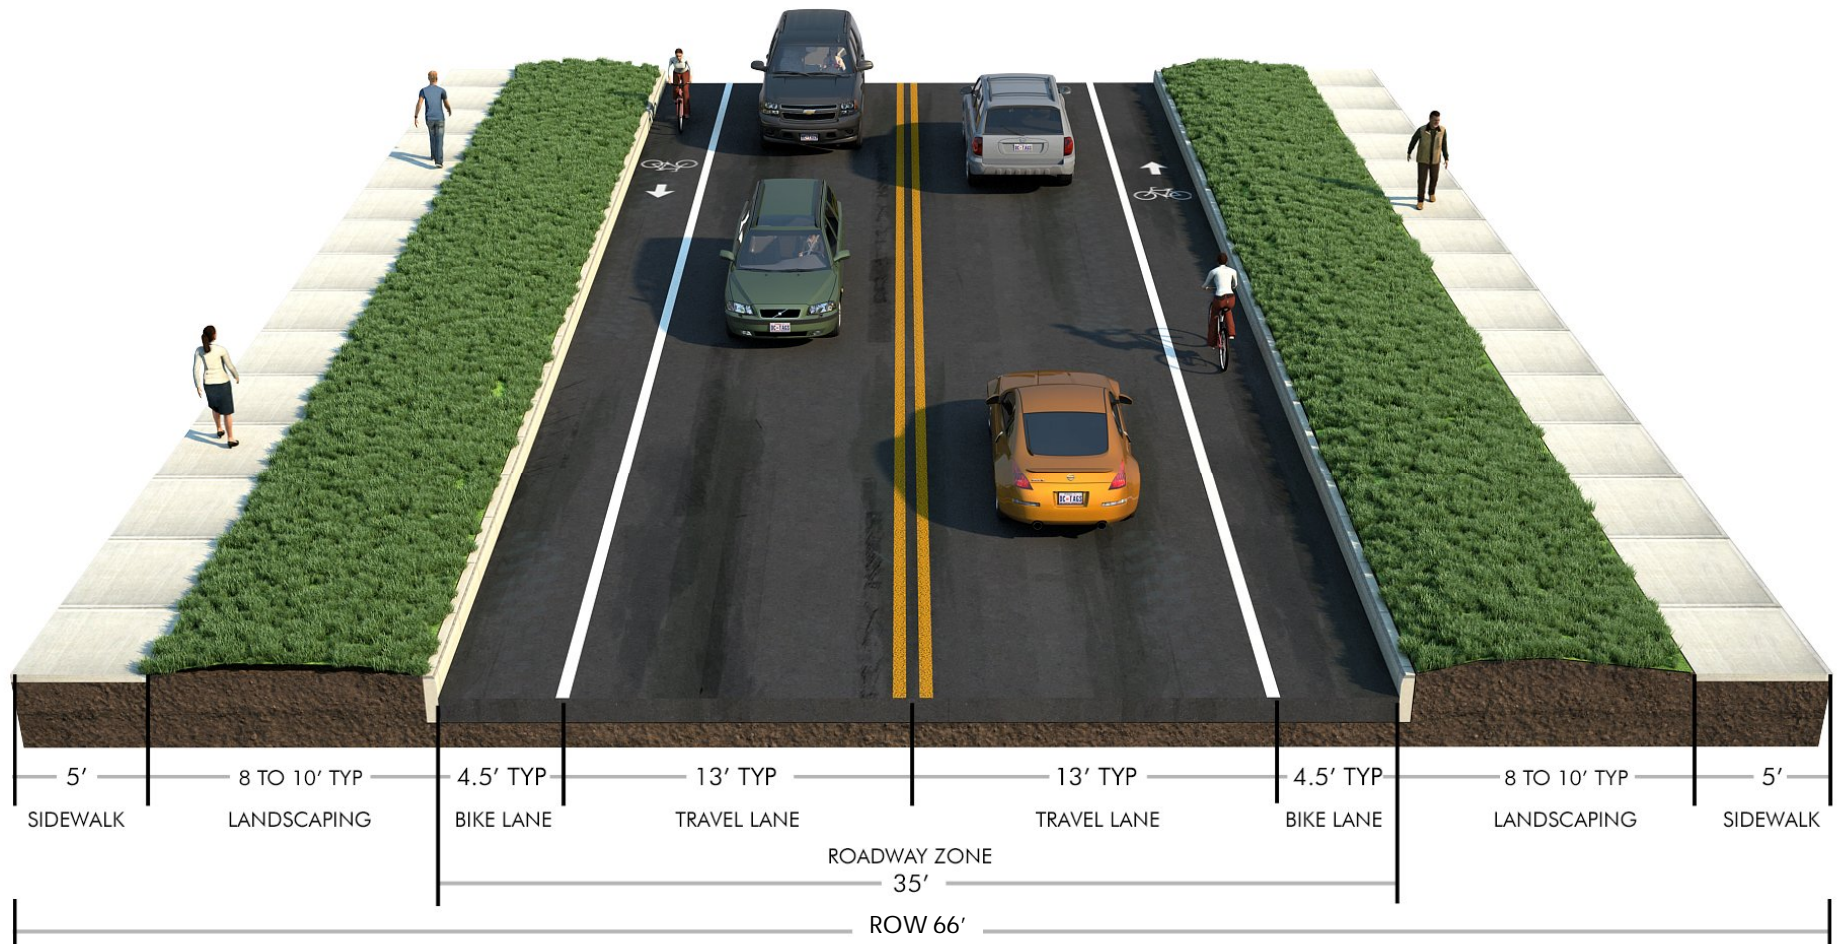 5’ 8 TO 10’ TYP 4.5’ TYP 13’ TYP 13’ TYP 4.5’ TYP 8 TO 10’ TYP 5’
SIDEWALK LANDSCAPING BIKE LANE TRAVEL LANE TRAVEL LANE BIKE LANE LANDSCAPING SIDEWALK
ROADWAY ZONE
35’
ROW 66’